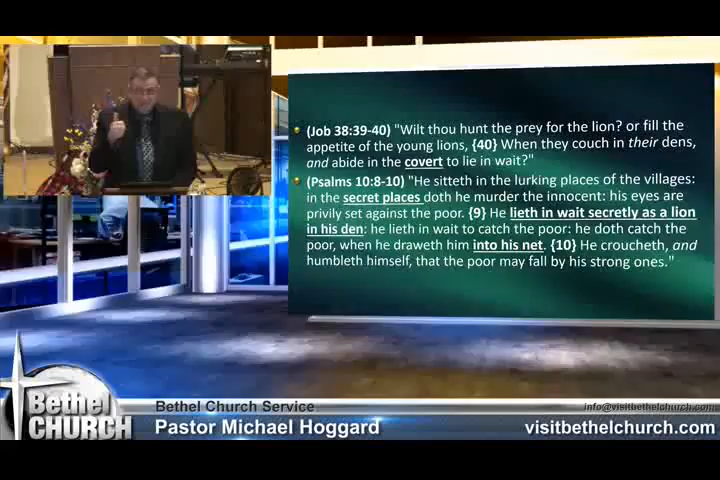 (Job 38:39-40) "Wilt thou hunt the prey for the lion? or fill the
appetite of the young lions, {40} When they couch in their dens,
and abide in the covert to lie in wait?"
(Psalms 10:8-10) "He sitteth in the lurking places of the villages:
in the secret places doth he murder the innocent: his eyes are
privily set against the poor. {9} He lieth in wait secretly as a lion
in his den: he lieth in wait to catch the poor: he doth catch the
poor, when he draweth him into his net. {10} He croucheth, and
humbleth himself, that the poor may fall by his strong ones."
Bethel
CHURCH
Bethel Church Service
info@visitbethelchurch.com
Pastor Michael Hoggard
visitbethelchurch.com